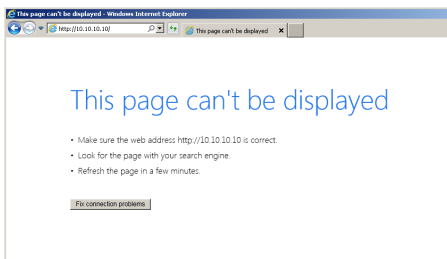 This page can't be displayed - Windows Internet Explorer
http://10.10.10.10/
This page can't be displayed
This page can't be displayed
• Make sure the web address http://10.10.10.10 is correct.
• Look for the page with your search engine.
• Refresh the page in a few minutes.
Fix connection problems